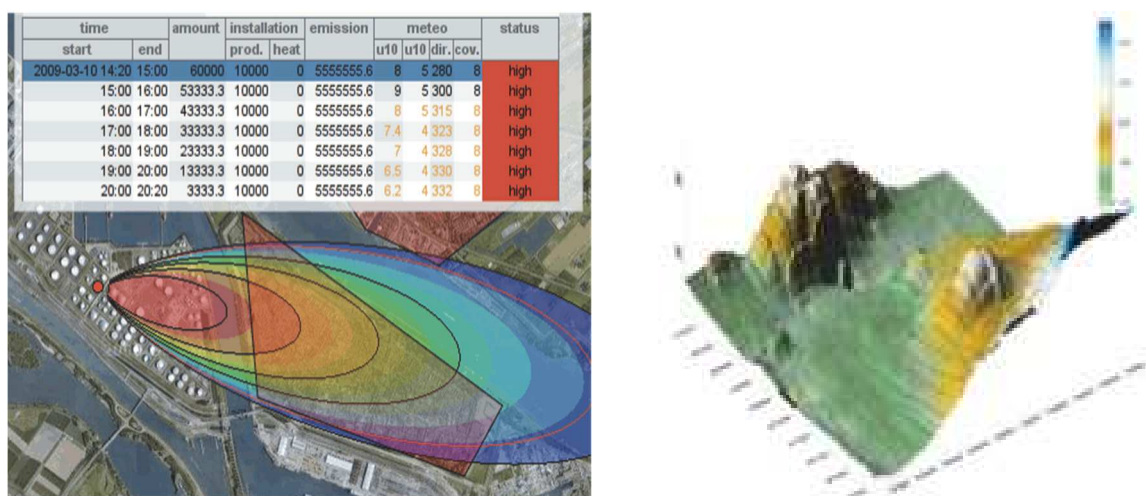 time amount installation emission meteo status
start end prod. heat u10 u10 dir. cov.
2009-03-10 14:20 15:00 60000 10000 0 5555555.6 8 5 280 8 high
15:00 16:00 53333.3 10000 0 5555555.6 9 5 300 8 high
16:00 17:00 43333.3 10000 0 5555555.6 8 5 315 8 high
17:00 18:00 33333.3 10000 0 5555555.6 7.4 4 323 8 high
18:00 19:00 23333.3 10000 0 5555555.6 7 4 328 8 high
19:00 20:00 13333.3 10000 0 5555555.6 6.5 4 330 8 high
20:00 20:20 3333.3 10000 0 5555555.6 6.2 4 332 8 high